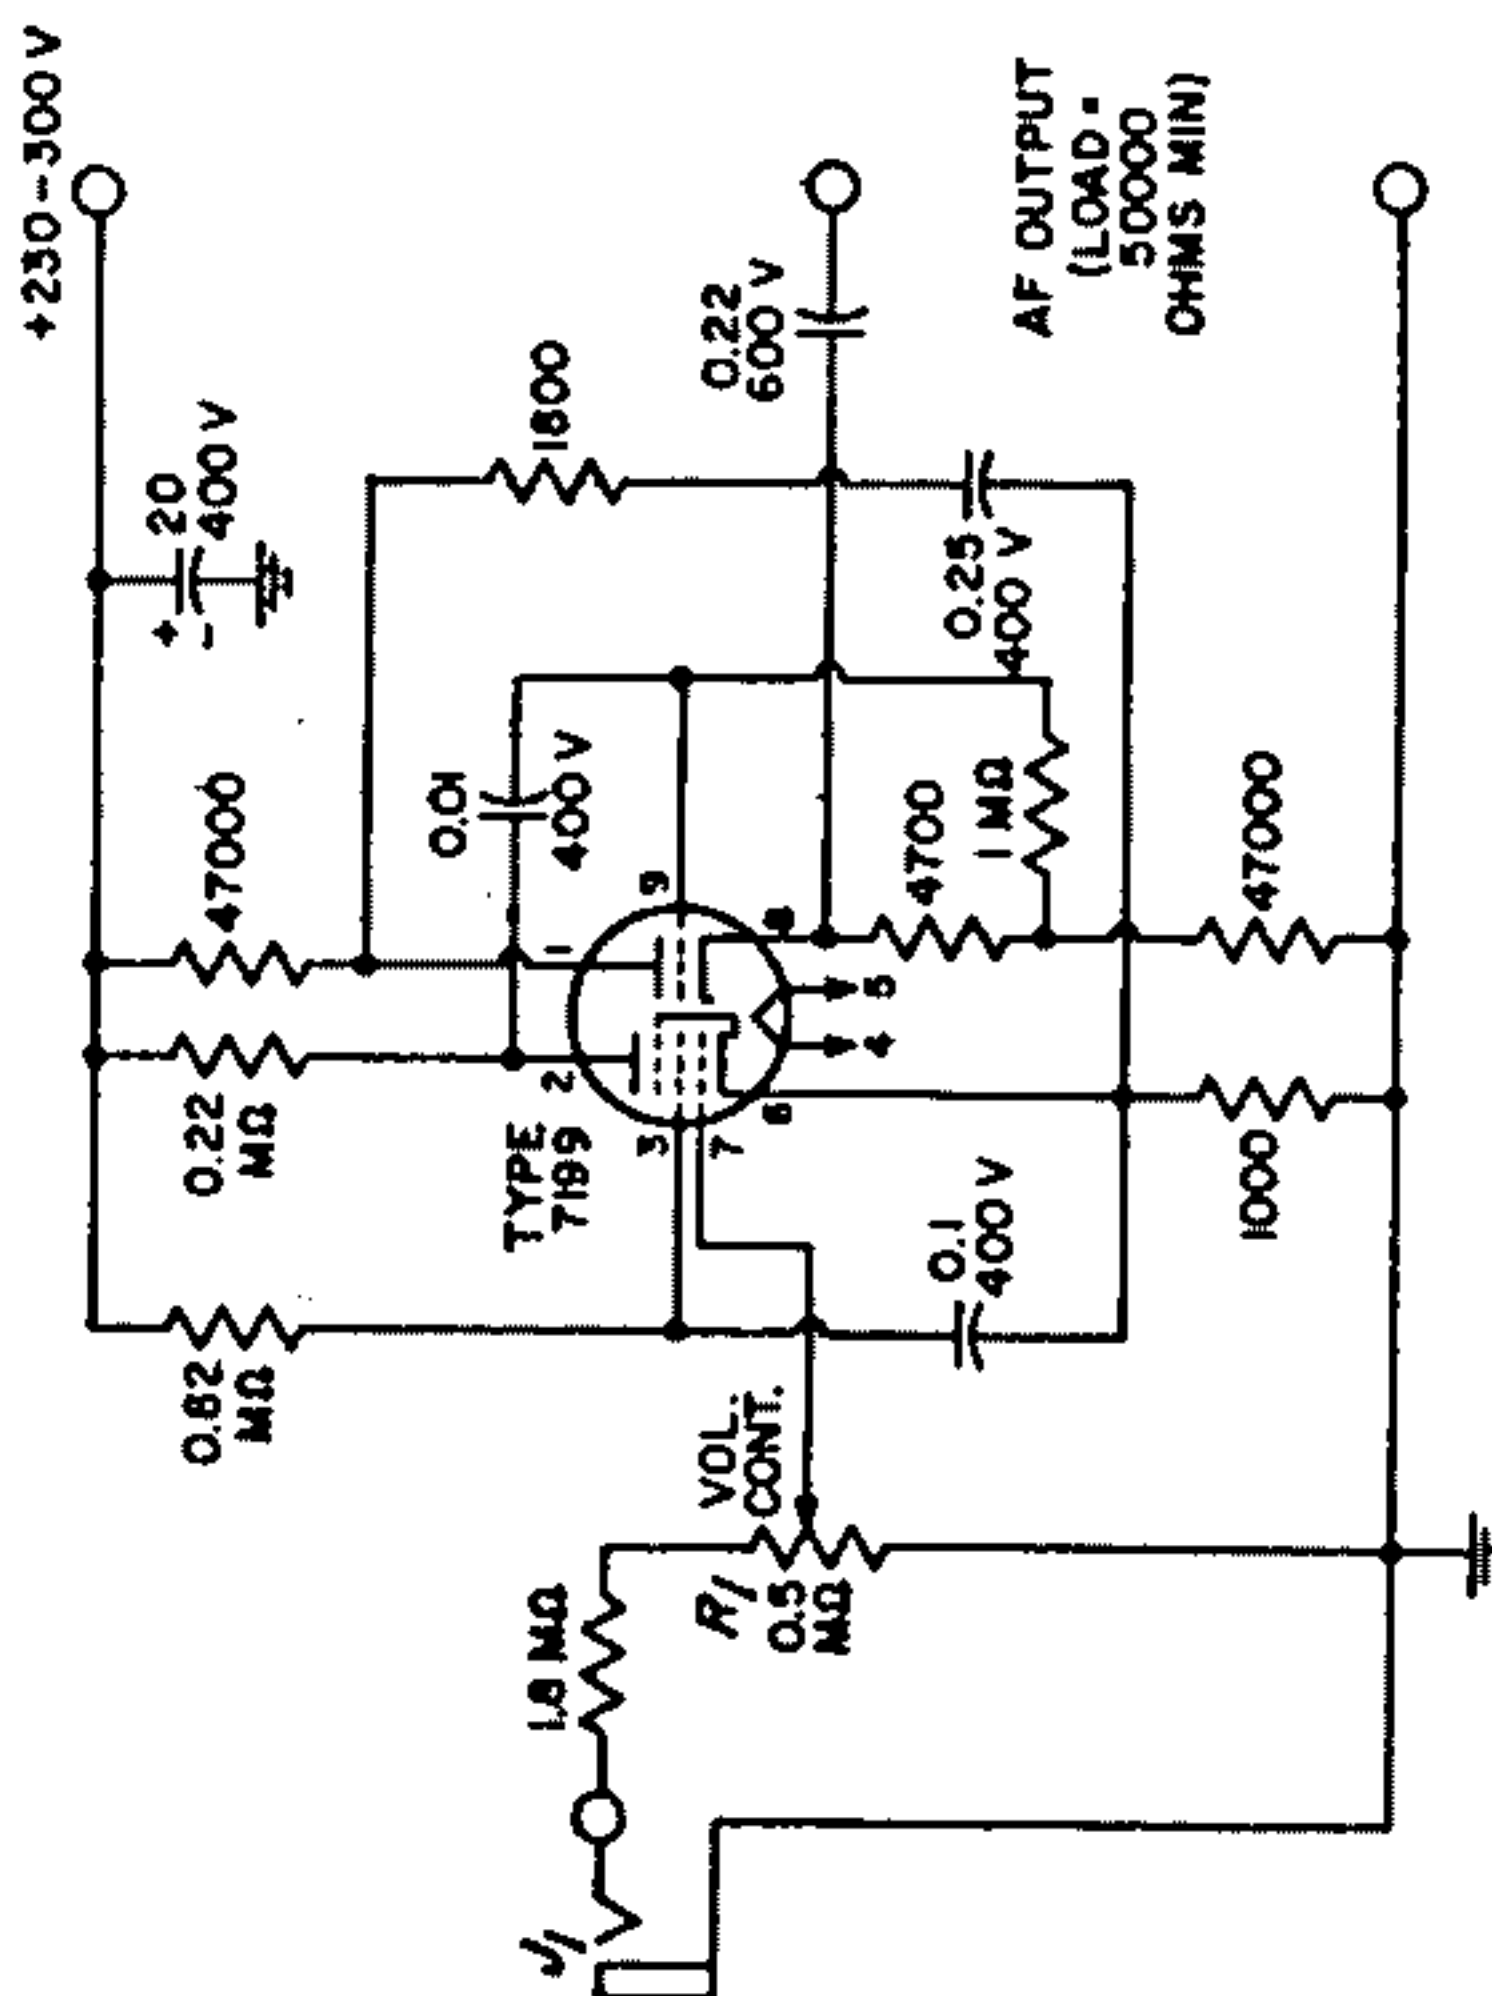 +230-300 V
20
400 V
+
-
47000
0.22
MΩ
0.82
MΩ
1800
0.01
400 V
0.22
600 V
TYPE
7199
1
2
3
7
6
9
8
4
5
4700
1 MΩ
0.25
400 V
0.1
400 V
47000
1000
AF OUTPUT
(LOAD =
50000
OHMS MIN)
VOL.
CONT.
R1
0.5
MΩ
1.8 MΩ
J1